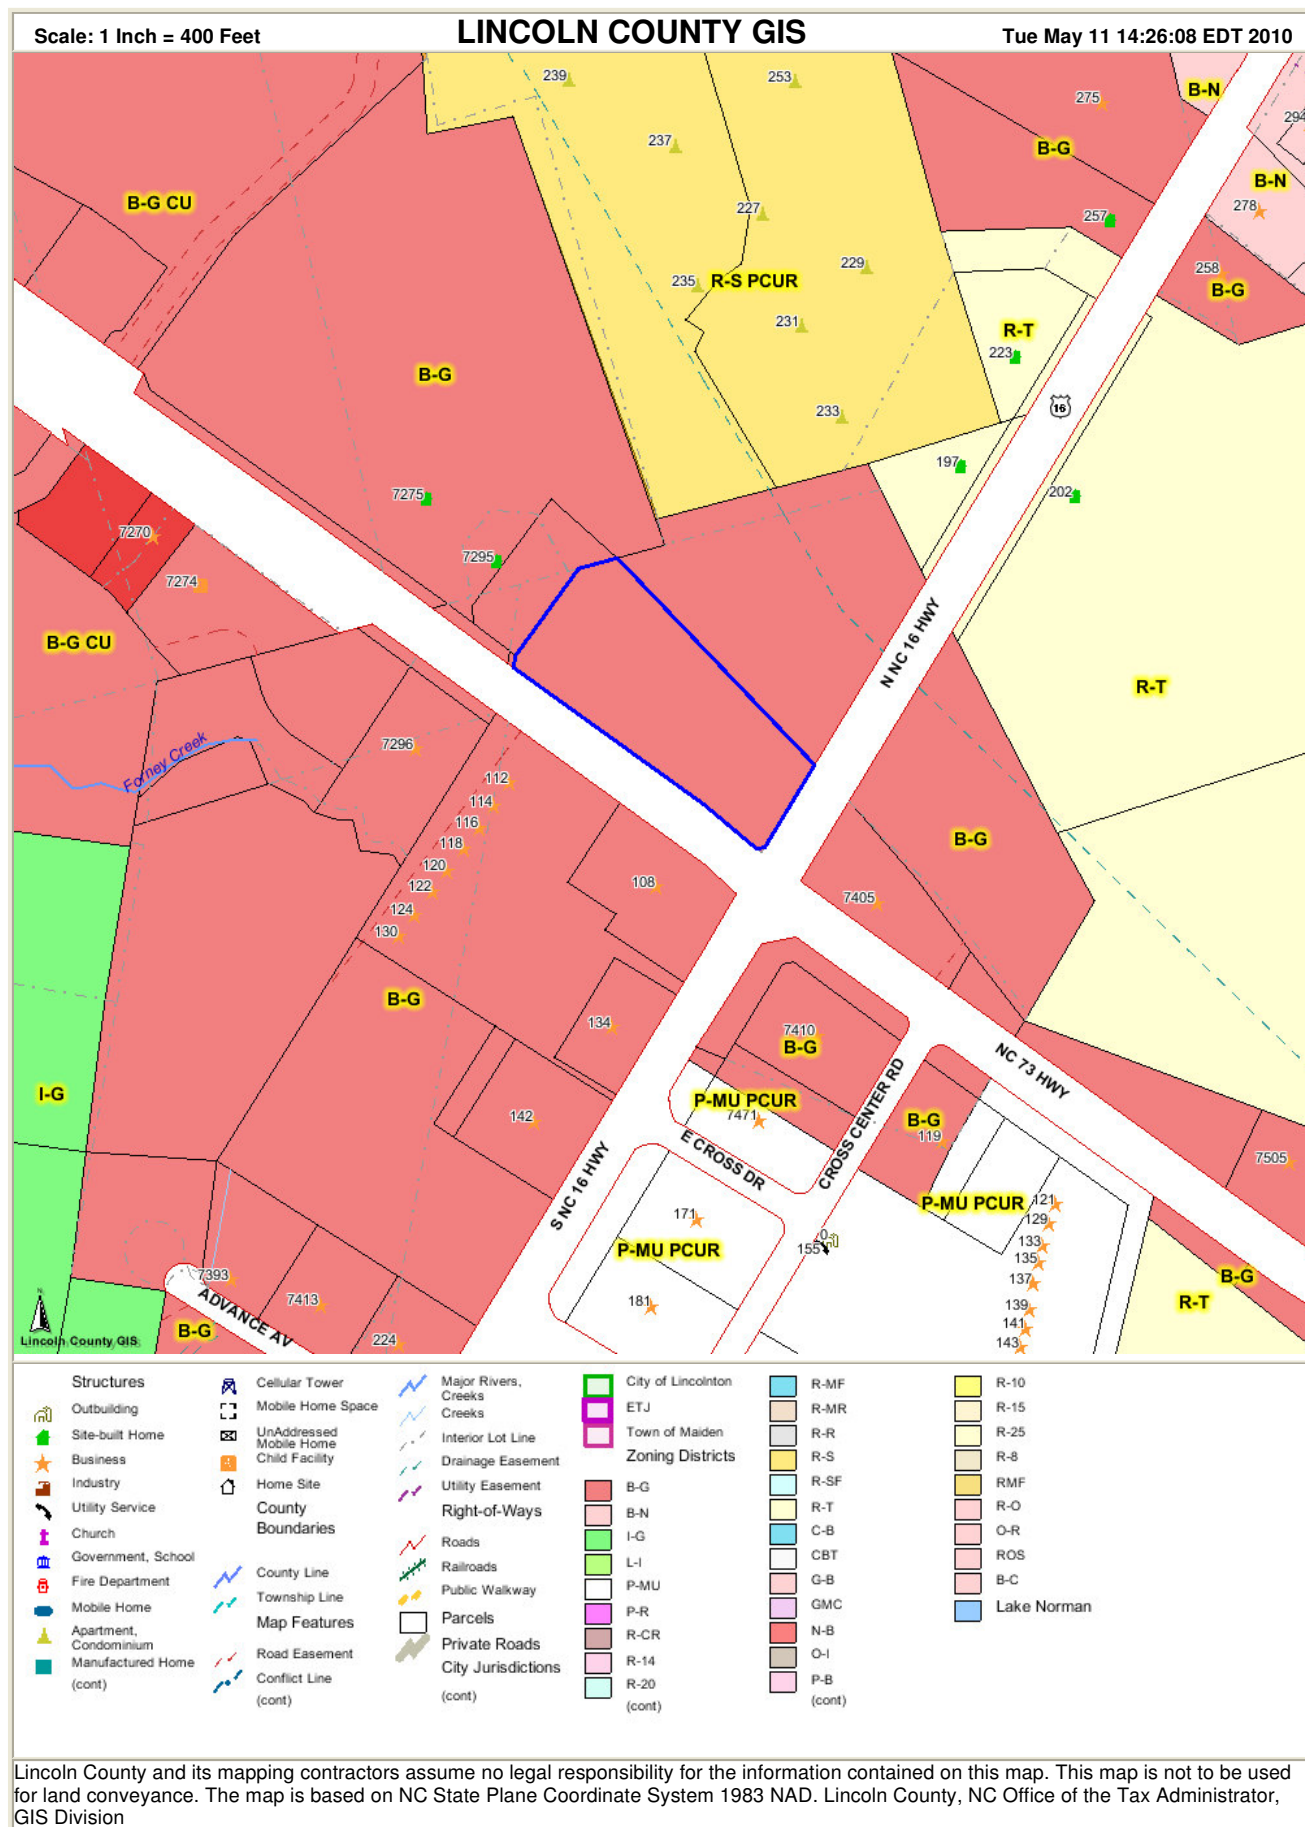 Scale: 1 Inch = 400 Feet
LINCOLN COUNTY GIS
Tue May 11 14:26:08 EDT 2010
239
253
275
B-N
294
237
B-G
B-N
278
B-G CU
227
257
235
R-S PCUR
229
258
B-G
231
R-T
223
B-G
233
16
197
202
7275
7270
7295
7274
B-G CU
N NC 16 HWY
R-T
Forney Creek
7296
112
114
116
118
120
122
124
130
108
B-G
7405
B-G
134
7410
B-G
NC 73 HWY
I-G
P-MU PCUR
7471
142
CROSS CENTER RD
B-G
119
E CROSS DR
7505
S NC 16 HWY
P-MU PCUR
121
129
133
135
137
139
141
143
171
0
155
P-MU PCUR
181
B-G
R-T
7393
7413
ADVANCE AV
B-G
224
N
Lincoln County GIS
Structures
Outbuilding
Site-built Home
Business
Industry
Utility Service
Church
Government, School
Fire Department
Mobile Home
Apartment,
Condominium
Manufactured Home
(cont)
Cellular Tower
Mobile Home Space
UnAddressed
Mobile Home
Child Facility
Home Site
County
Boundaries
County Line
Township Line
Map Features
Road Easement
Conflict Line
(cont)
Major Rivers,
Creeks
Creeks
Interior Lot Line
Drainage Easement
Utility Easement
Right-of-Ways
Roads
Railroads
Public Walkway
Parcels
Private Roads
City Jurisdictions
(cont)
City of Lincolnton
ETJ
Town of Maiden
Zoning Districts
B-G
B-N
I-G
L-I
P-MU
P-R
R-CR
R-14
R-20
(cont)
R-MF
R-MR
R-R
R-S
R-SF
R-T
C-B
CBT
G-B
GMC
N-B
O-I
P-B
(cont)
R-10
R-15
R-25
R-8
RMF
R-O
O-R
ROS
B-C
Lake Norman
Lincoln County and its mapping contractors assume no legal responsibility for the information contained on this map. This map is not to be used
for land conveyance. The map is based on NC State Plane Coordinate System 1983 NAD. Lincoln County, NC Office of the Tax Administrator,
GIS Division